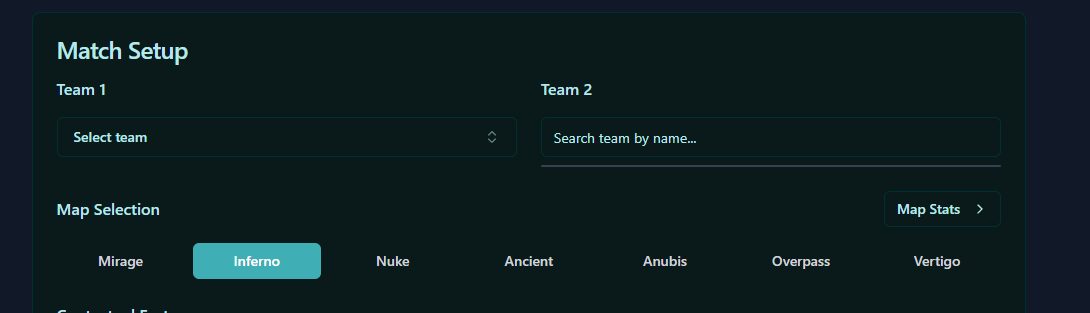 Match Setup
Team 1
Team 2
Select team
Search team by name...
Map Selection
Map Stats
Mirage
Inferno
Nuke
Ancient
Anubis
Overpass
Vertigo